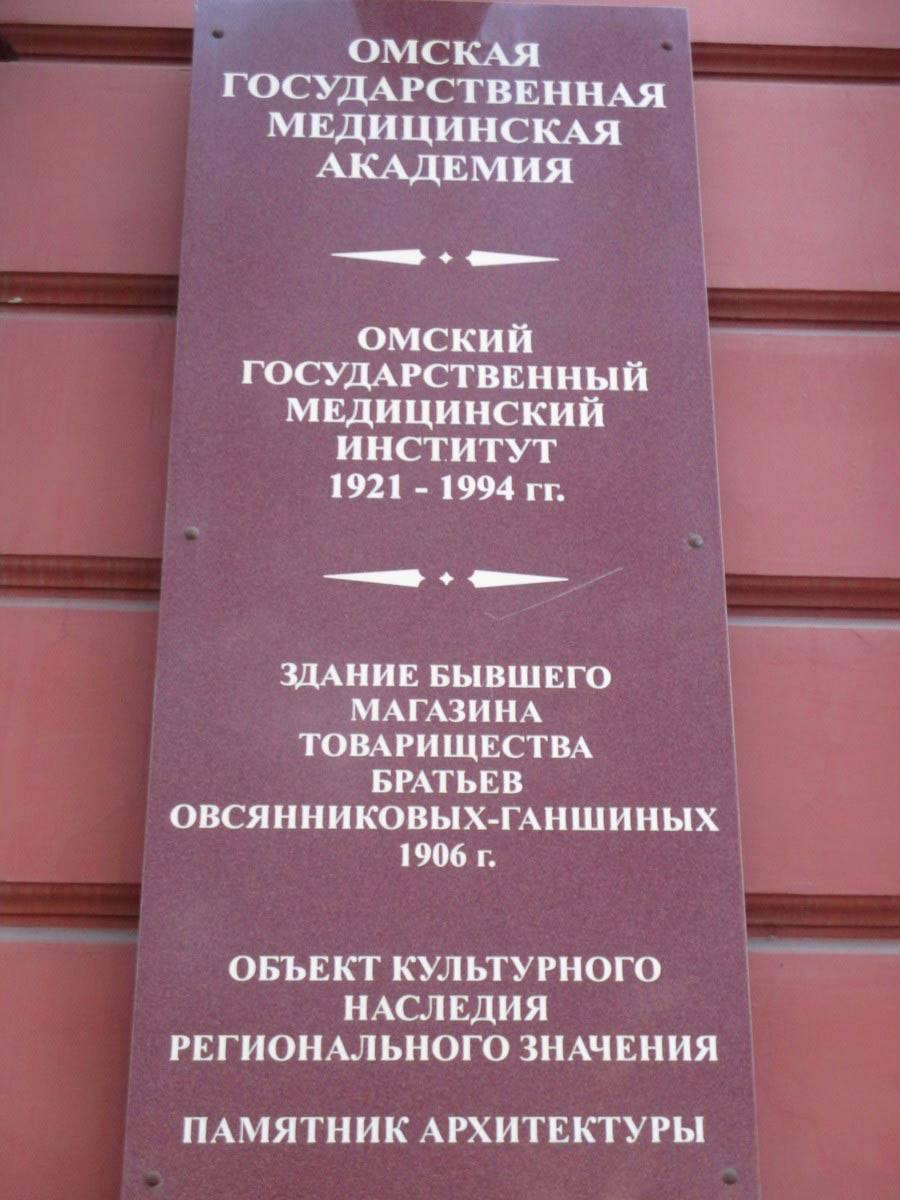 ОМСКАЯ
ГОСУДАРСТВЕННАЯ
МЕДИЦИНСКАЯ
АКАДЕМИЯ
ОМСКИЙ
ГОСУДАРСТВЕННЫЙ
МЕДИЦИНСКИЙ
ИНСТИТУТ
1921 - 1994 гг.
ЗДАНИЕ БЫВШЕГО
МАГАЗИНА
ТОВАРИЩЕСТВА
БРАТЬЕВ
ОВСЯННИКОВЫХ-ГАНШИНЫХ
1906 г.
ОБЪЕКТ КУЛЬТУРНОГО
НАСЛЕДИЯ
РЕГИОНАЛЬНОГО ЗНАЧЕНИЯ
ПАМЯТНИК АРХИТЕКТУРЫ